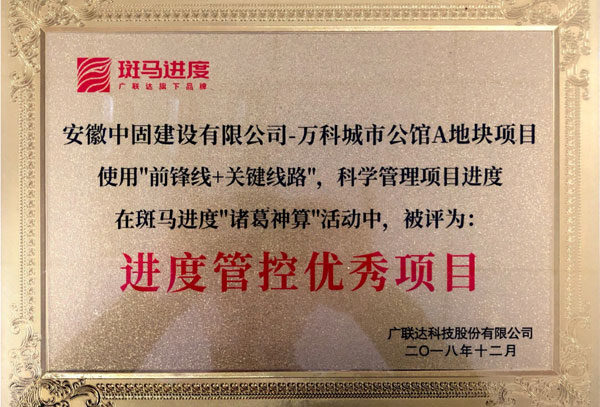 斑马进度
广联达旗下品牌
安徽中固建设有限公司-万科城市公馆A地块项目
使用"前锋线+关键线路"，科学管理项目进度
在斑马进度"诸葛神算"活动中，被评为：
进度管控优秀项目
广联达科技股份有限公司
二〇一八年十二月